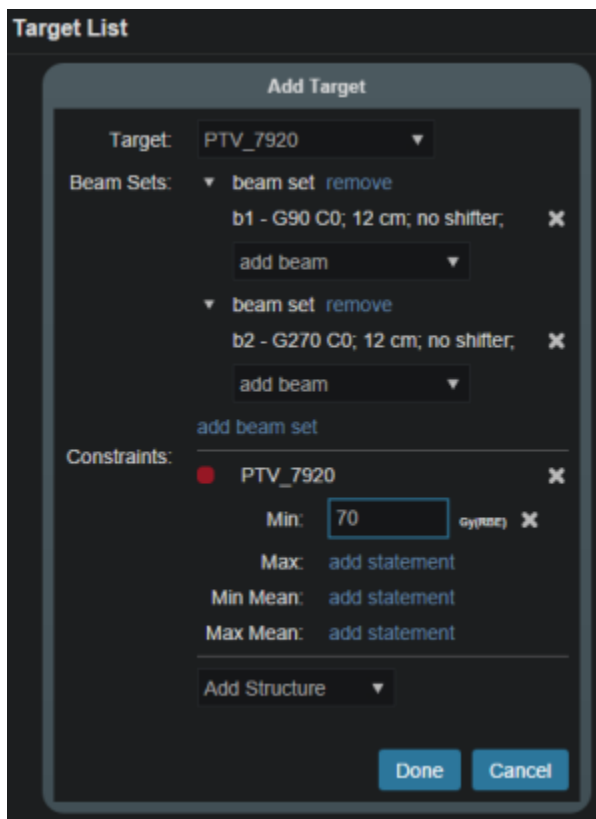 Target List
Add Target
Target: PTV_7920
Beam Sets: beam set remove
b1 - G90 C0; 12 cm; no shifter;
add beam
beam set remove
b2 - G270 C0; 12 cm; no shifter;
add beam
add beam set
Constraints:
PTV_7920
Min: 70 Gy(RBE)
Max: add statement
Min Mean: add statement
Max Mean: add statement
Add Structure
Done Cancel